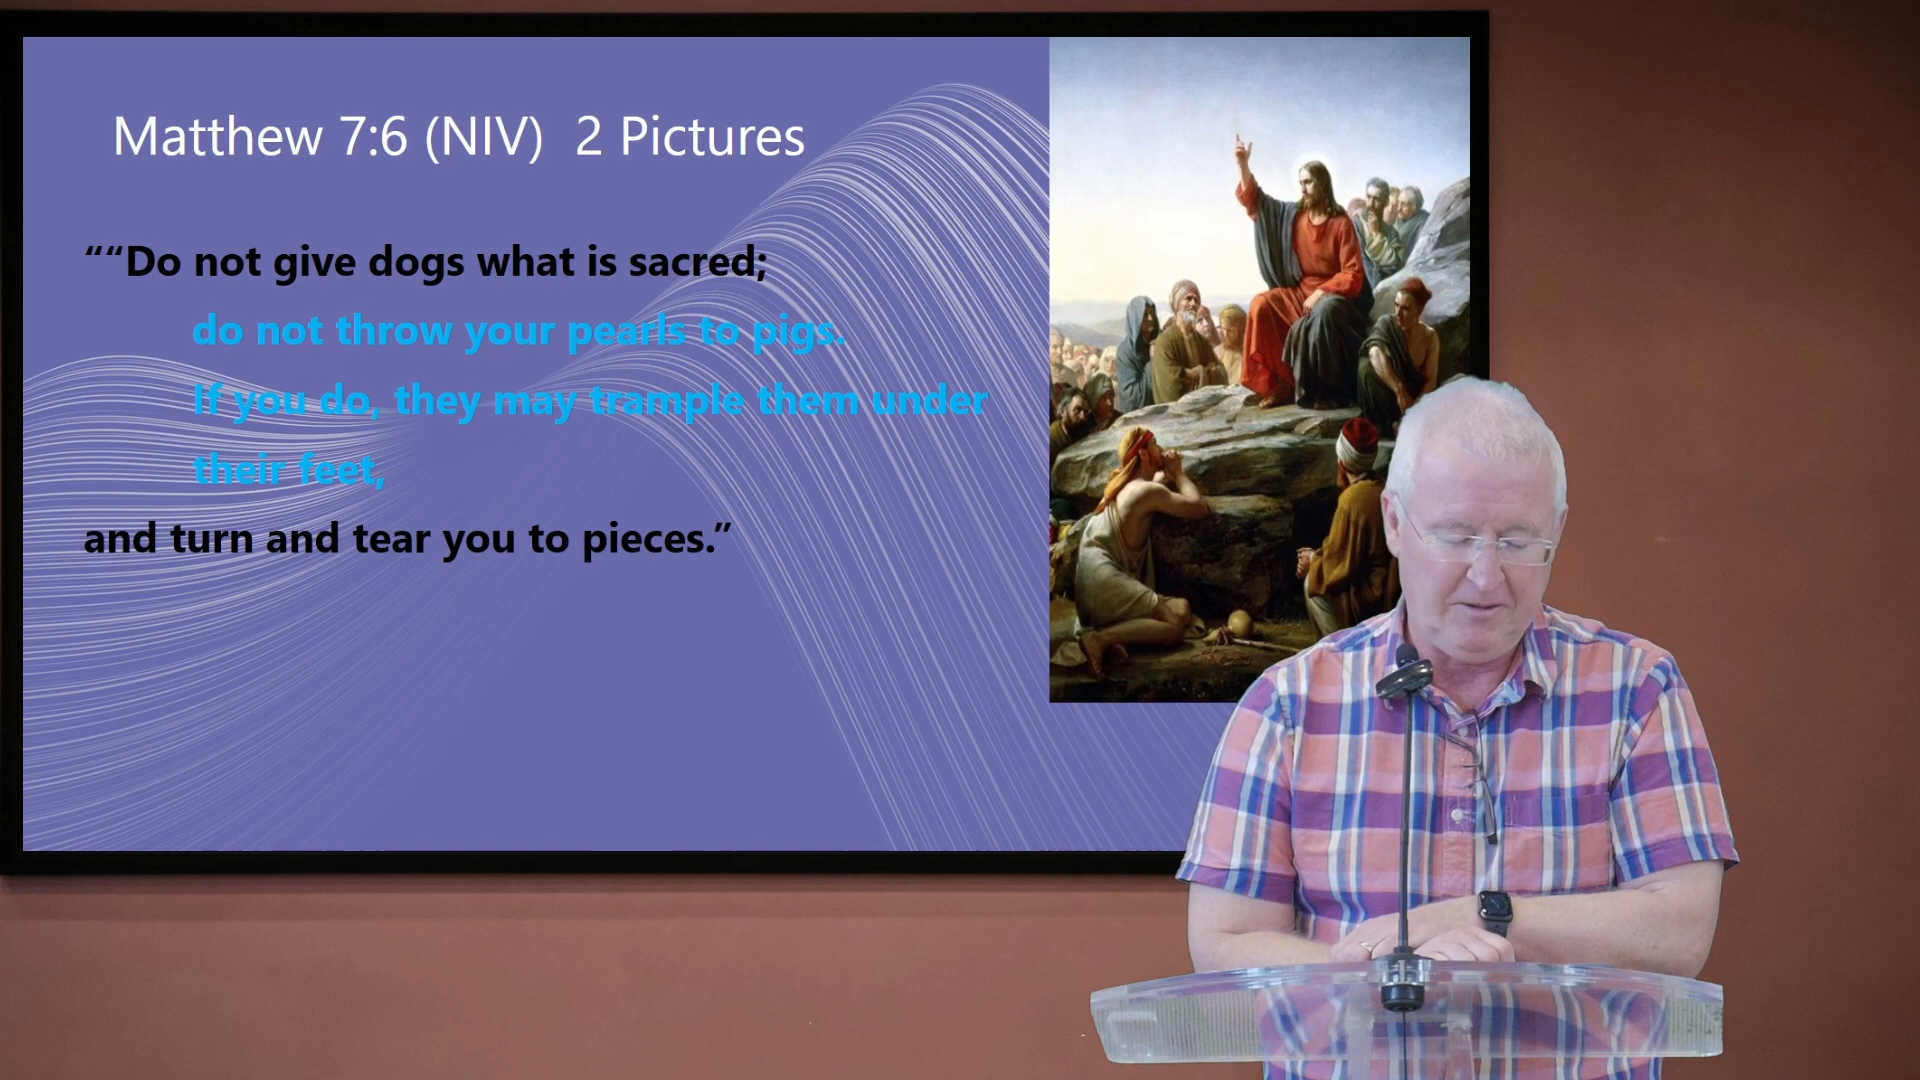 Matthew 7:6 (NIV)  2 Pictures
““Do not give dogs what is sacred;
do not throw your pearls to pigs.
If you do, they may trample them under
their feet,
and turn and tear you to pieces.”